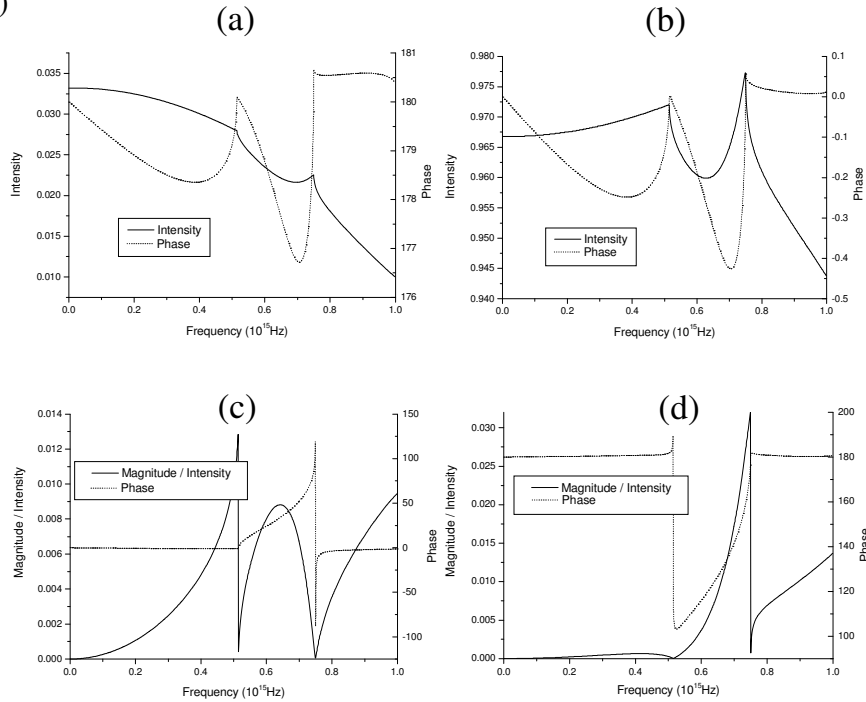 )
(a)
0.035
0.030
0.025
0.020
0.015
0.010
Intensity
181
180
179
178
177
176
Phase
Intensity
Phase
0.0 0.2 0.4 0.6 0.8 1.0
Frequency (10¹⁵Hz)
(b)
0.980
0.975
0.970
0.965
0.960
0.955
0.950
0.945
0.940
Intensity
0.1
0.0
-0.1
-0.2
-0.3
-0.4
-0.5
Phase
Intensity
Phase
0.0 0.2 0.4 0.6 0.8 1.0
Frequency (10¹⁵Hz)
(c)
0.014
0.012
0.010
0.008
0.006
0.004
0.002
0.000
Magnitude / Intensity
150
100
50
0
-50
-100
Phase
Magnitude / Intensity
Phase
0.0 0.2 0.4 0.6 0.8 1.0
Frequency (10¹⁵Hz)
(d)
0.030
0.025
0.020
0.015
0.010
0.005
0.000
Magnitude / Intensity
200
180
160
140
120
100
Phase
Magnitude / Intensity
Phase
0.0 0.2 0.4 0.6 0.8 1.0
Frequency (10¹⁵Hz)